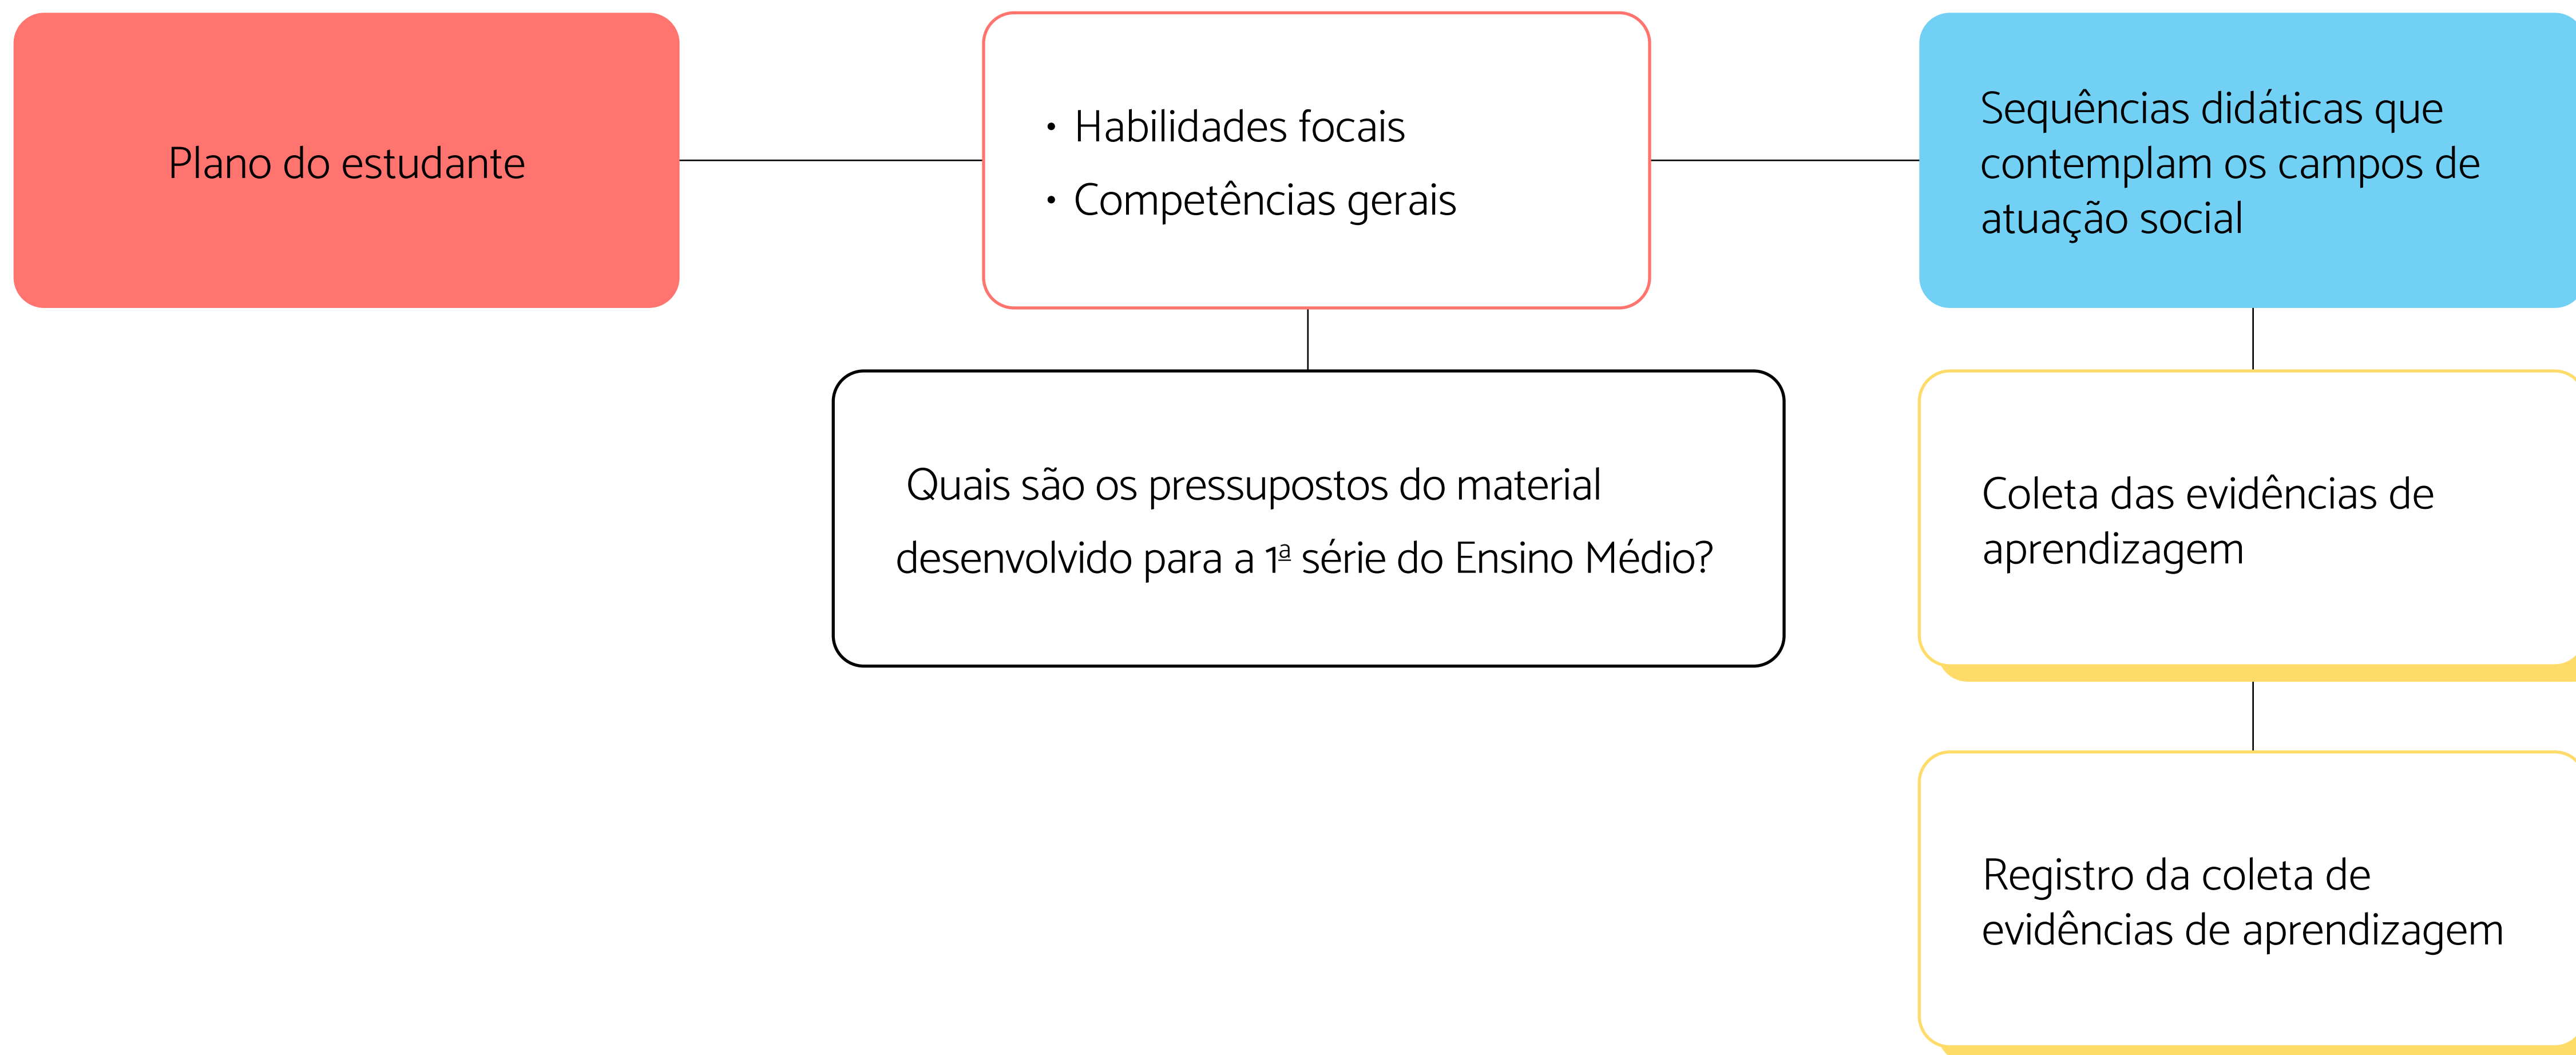 Plano do estudante
• Habilidades focais
• Competências gerais
Sequências didáticas que
contemplam os campos de
atuação social
Quais são os pressupostos do material
desenvolvido para a 1ª série do Ensino Médio?
Coleta das evidências de
aprendizagem
Registro da coleta de
evidências de aprendizagem